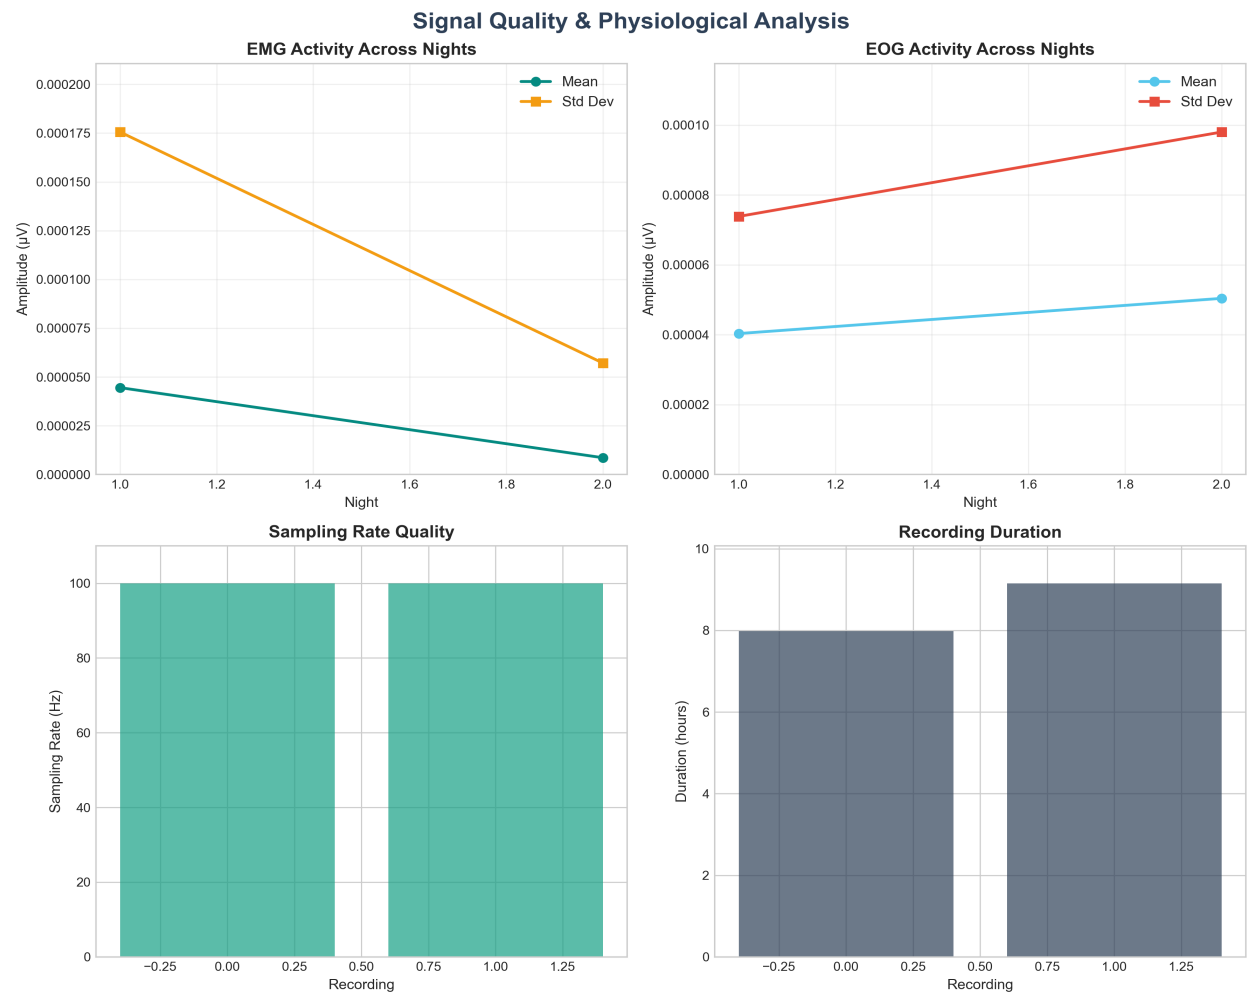 Signal Quality & Physiological Analysis
EMG Activity Across Nights
Mean
Std Dev
Amplitude (µV)
0.000200
0.000175
0.000150
0.000125
0.000100
0.000075
0.000050
0.000025
0.000000
1.0 1.2 1.4 1.6 1.8 2.0
Night
EOG Activity Across Nights
Mean
Std Dev
Amplitude (µV)
0.00010
0.00008
0.00006
0.00004
0.00002
0.00000
1.0 1.2 1.4 1.6 1.8 2.0
Night
Sampling Rate Quality
Sampling Rate (Hz)
100
80
60
40
20
0
−0.25 0.00 0.25 0.50 0.75 1.00 1.25
Recording
Recording Duration
Duration (hours)
10
8
6
4
2
0
−0.25 0.00 0.25 0.50 0.75 1.00 1.25
Recording